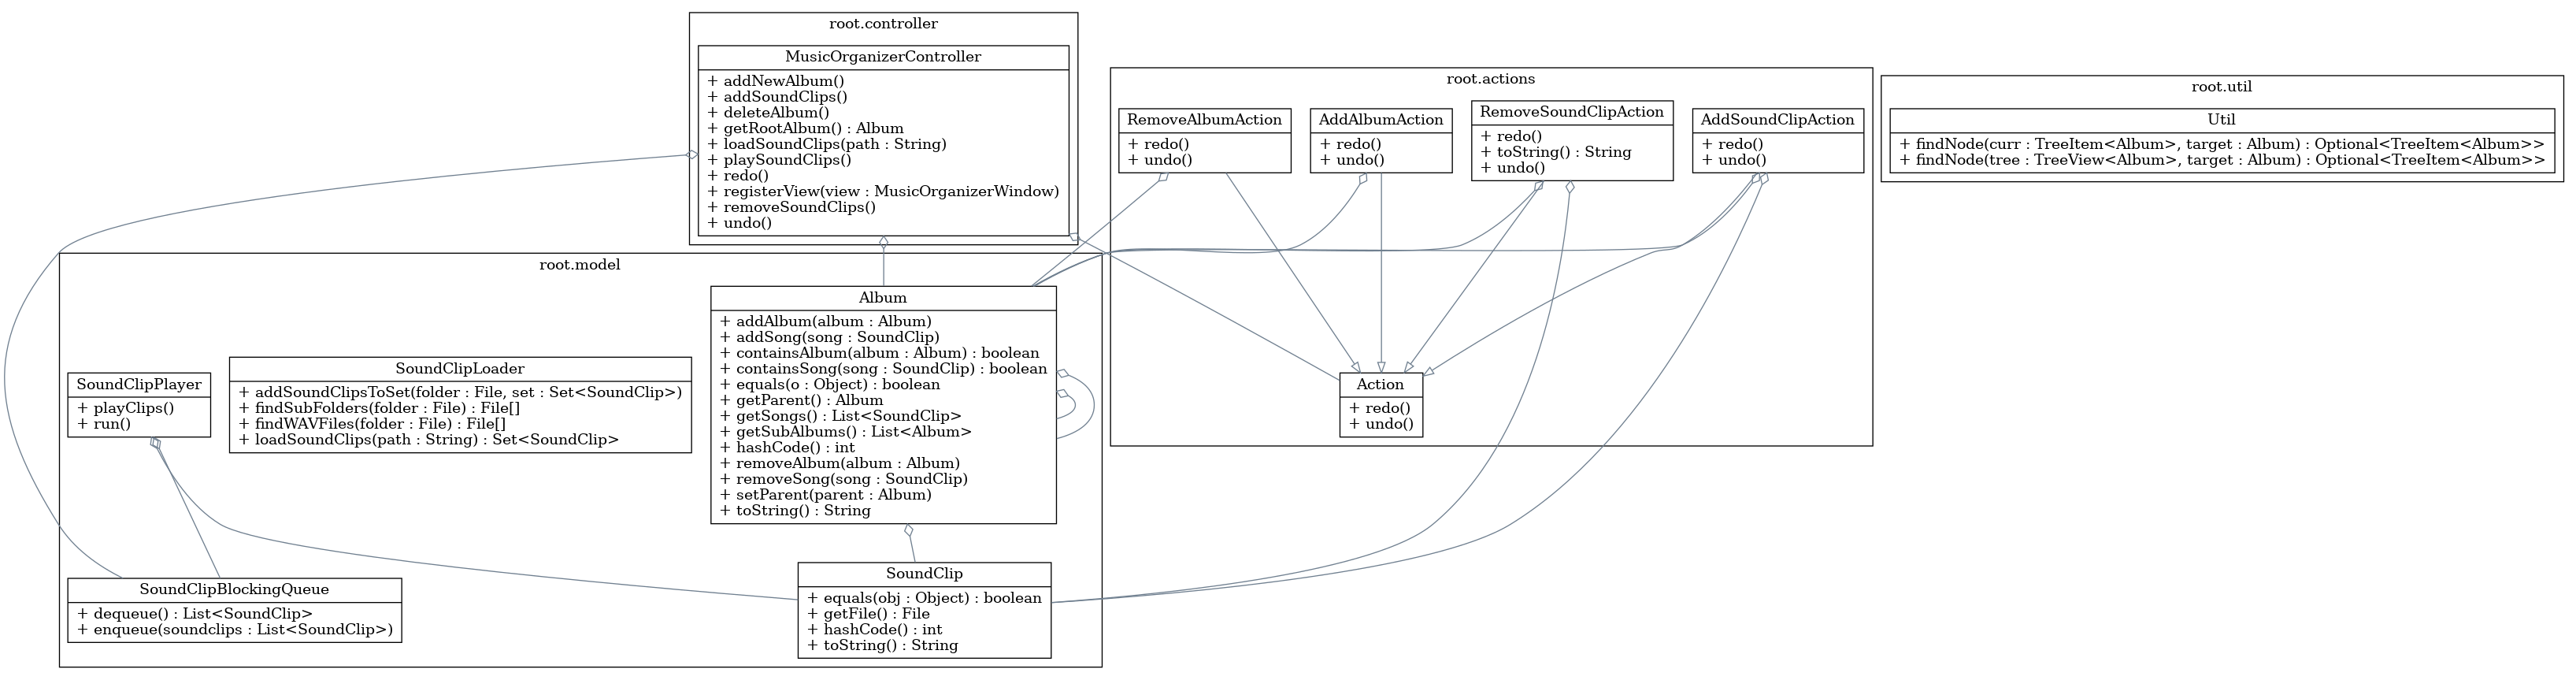 root.controller
MusicOrganizerController
+ addNewAlbum()
+ addSoundClips()
+ deleteAlbum()
+ getRootAlbum() : Album
+ loadSoundClips(path : String)
+ playSoundClips()
+ redo()
+ registerView(view : MusicOrganizerWindow)
+ removeSoundClips()
+ undo()
root.actions
RemoveAlbumAction
+ redo()
+ undo()
AddAlbumAction
+ redo()
+ undo()
RemoveSoundClipAction
+ redo()
+ toString() : String
+ undo()
AddSoundClipAction
+ redo()
+ undo()
Action
+ redo()
+ undo()
root.util
Util
+ findNode(curr : TreeItem<Album>, target : Album) : Optional<TreeItem<Album>>
+ findNode(tree : TreeView<Album>, target : Album) : Optional<TreeItem<Album>>
root.model
SoundClipPlayer
+ playClips()
+ run()
SoundClipLoader
+ addSoundClipsToSet(folder : File, set : Set<SoundClip>)
+ findSubFolders(folder : File) : File[]
+ findWAVFiles(folder : File) : File[]
+ loadSoundClips(path : String) : Set<SoundClip>
Album
+ addAlbum(album : Album)
+ addSong(song : SoundClip)
+ containsAlbum(album : Album) : boolean
+ containsSong(song : SoundClip) : boolean
+ equals(o : Object) : boolean
+ getParent() : Album
+ getSongs() : List<SoundClip>
+ getSubAlbums() : List<Album>
+ hashCode() : int
+ removeAlbum(album : Album)
+ removeSong(song : SoundClip)
+ setParent(parent : Album)
+ toString() : String
SoundClipBlockingQueue
+ dequeue() : List<SoundClip>
+ enqueue(soundclips : List<SoundClip>)
SoundClip
+ equals(obj : Object) : boolean
+ getFile() : File
+ hashCode() : int
+ toString() : String